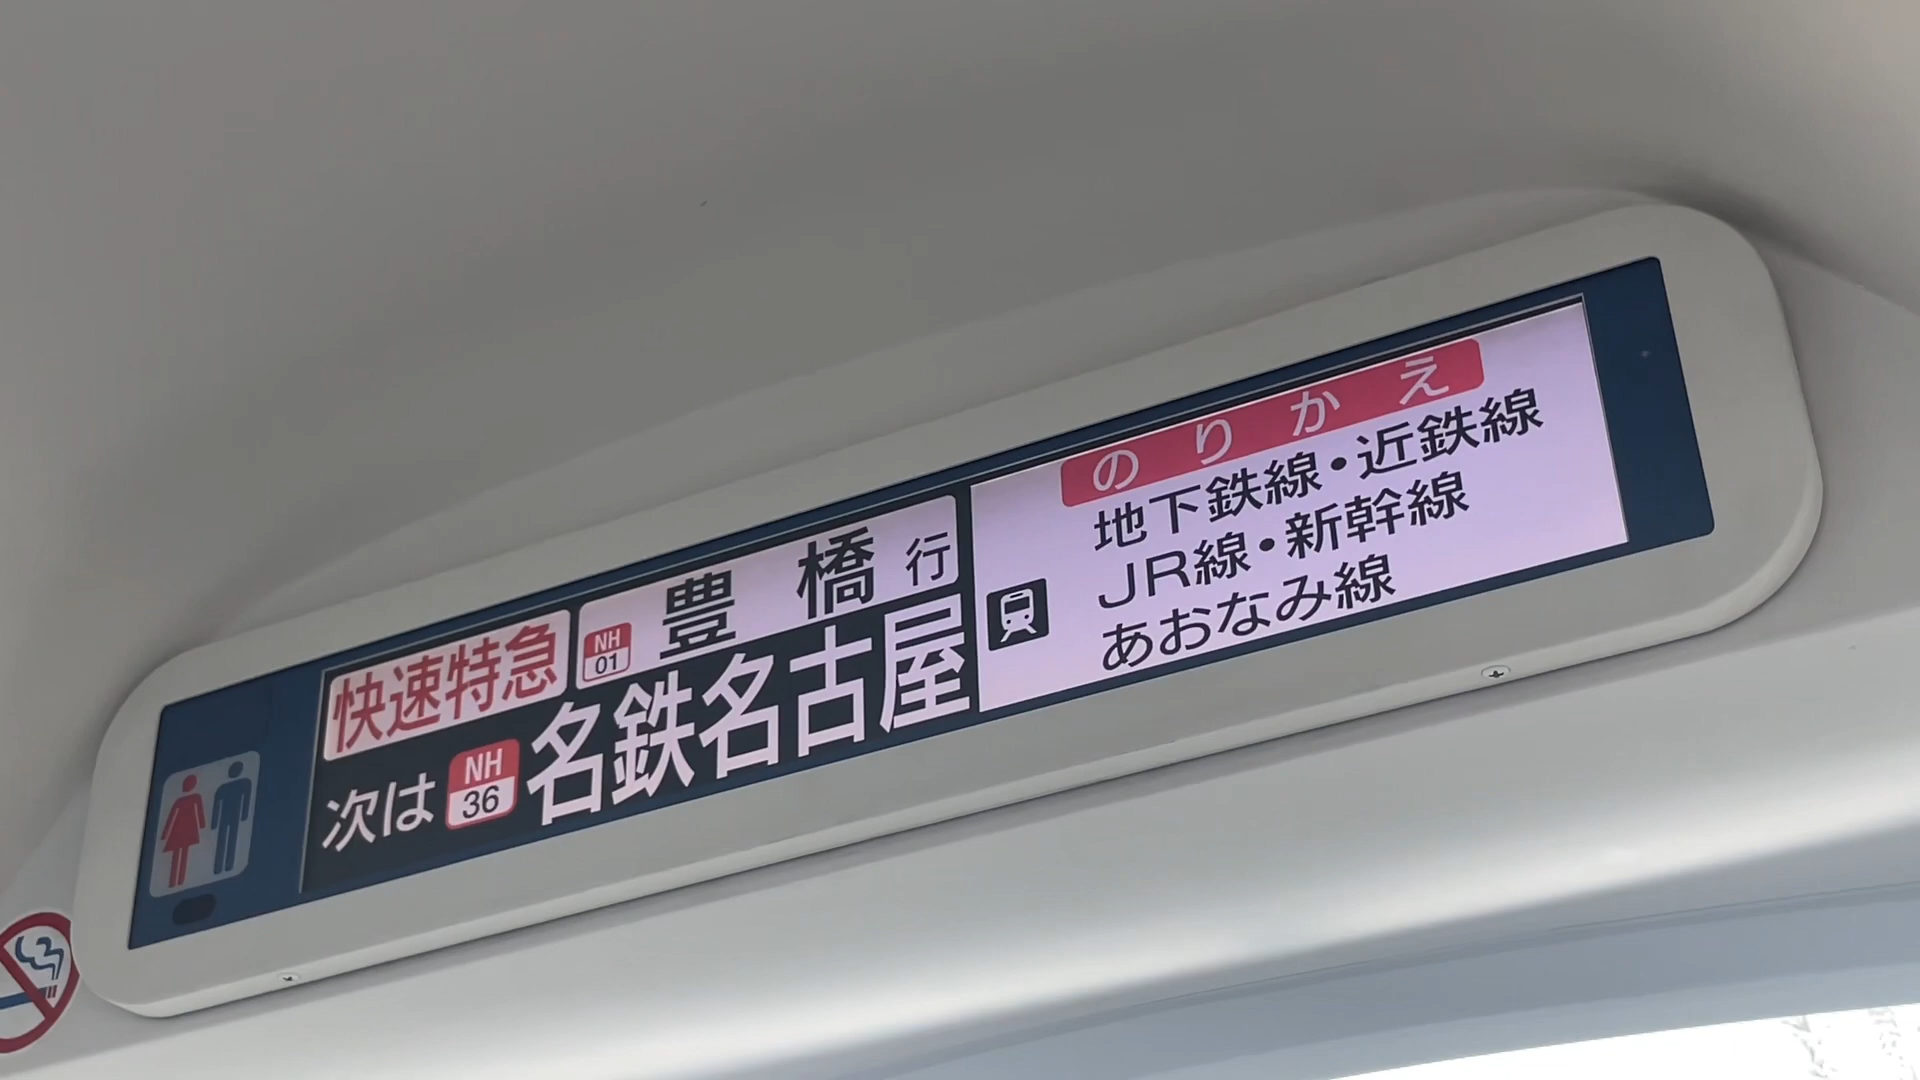 快速特急 NH 01 豊橋 行
次は NH 36 名鉄名古屋
のりかえ
地下鉄線・近鉄線
JR線・新幹線
あおなみ線